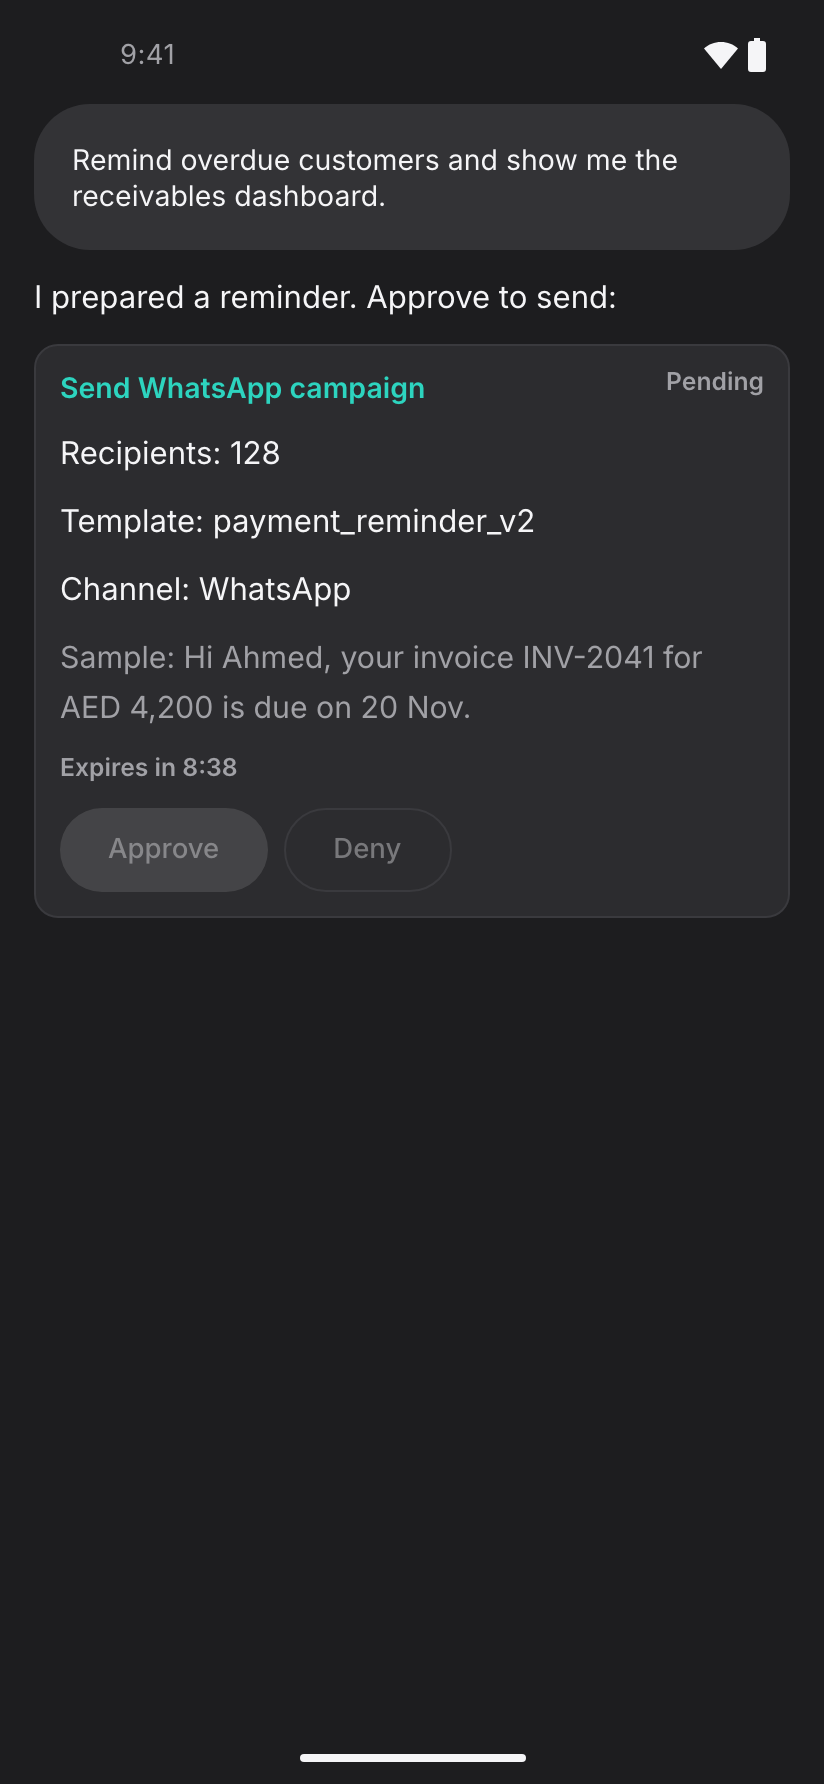 9:41
Remind overdue customers and show me the
receivables dashboard.
I prepared a reminder. Approve to send:
Send WhatsApp campaign
Pending
Recipients: 128
Template: payment_reminder_v2
Channel: WhatsApp
Sample: Hi Ahmed, your invoice INV-2041 for
AED 4,200 is due on 20 Nov.
Expires in 8:38
Approve
Deny